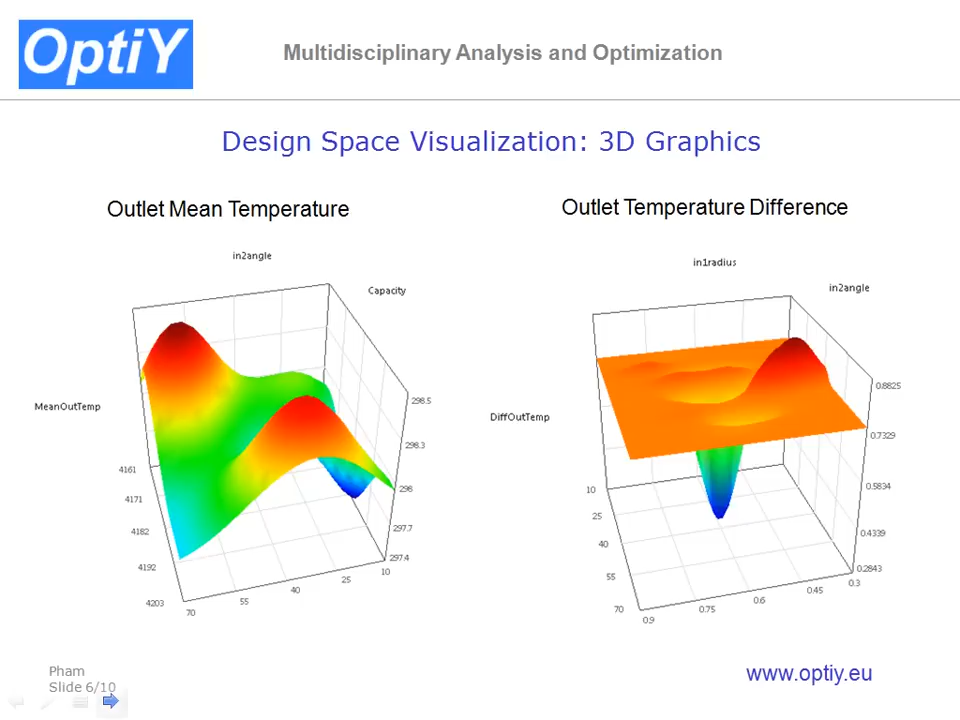 OptiY
Multidisciplinary Analysis and Optimization
Design Space Visualization: 3D Graphics
Outlet Mean Temperature
in2angle
Capacity
MeanOutTemp
298.5
298.3
298
297.7
297.4
4161
4171
4182
4192
4203
70
55
40
25
10
Outlet Temperature Difference
in1radius
in2angle
DiffOutTemp
0.8825
0.7329
0.5834
0.4339
0.2843
10
25
40
55
70
0.9
0.75
0.6
0.45
0.3
Pham
Slide 6/10
www.optiy.eu